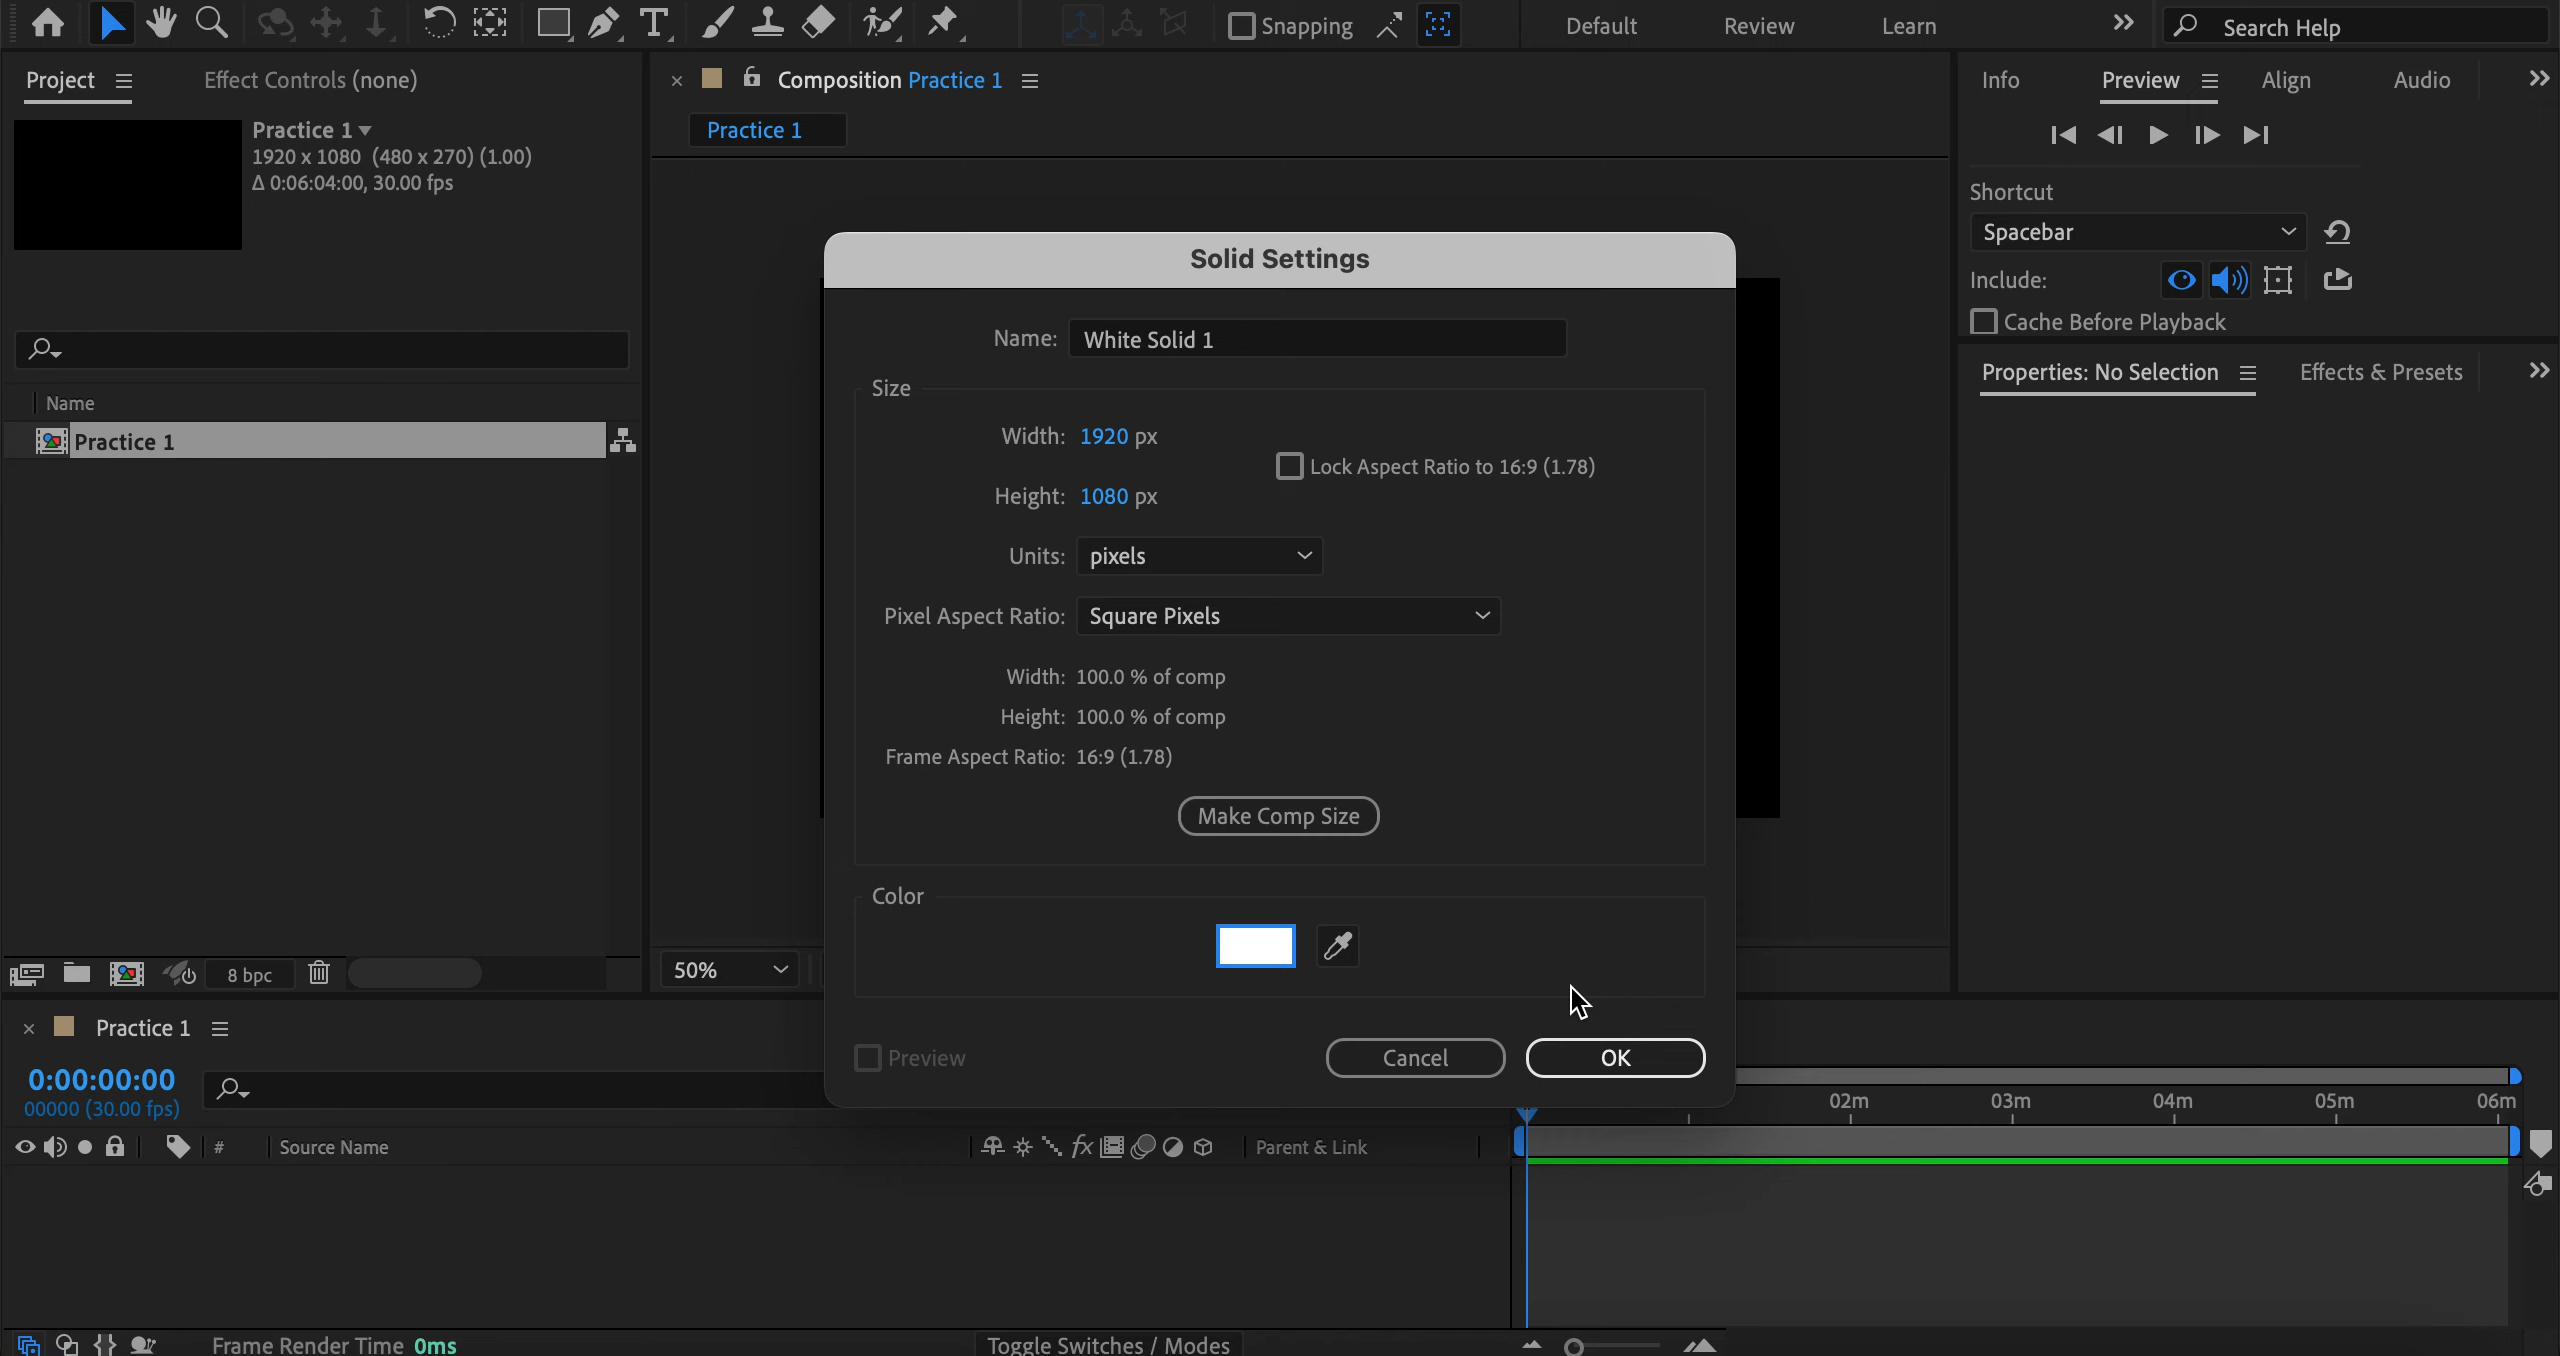 Snapping
Default
Review
Learn
Search Help
Project
Effect Controls (none)
Practice 1
1920 x 1080 (480 x 270) (1.00)
Δ 0:06:04:00, 30.00 fps
Name
Practice 1
8 bpc
Composition Practice 1
Practice 1
50%
Info
Preview
Align
Audio
Shortcut
Spacebar
Include:
Cache Before Playback
Properties: No Selection
Effects & Presets
Solid Settings
Name: White Solid 1
Size
Width: 1920 px
Lock Aspect Ratio to 16:9 (1.78)
Height: 1080 px
Units: pixels
Pixel Aspect Ratio: Square Pixels
Width: 100.0 % of comp
Height: 100.0 % of comp
Frame Aspect Ratio: 16:9 (1.78)
Make Comp Size
Color
Preview
Cancel
OK
Practice 1
0:00:00:00
00000 (30.00 fps)
# Source Name
fx
Parent & Link
02m 03m 04m 05m 06m
Frame Render Time 0ms
Toggle Switches / Modes